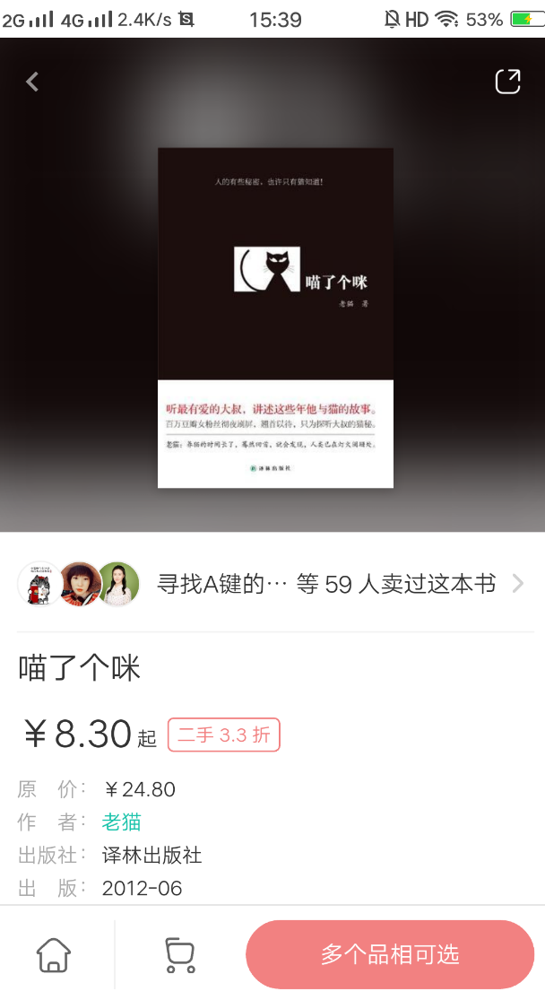 2G 4G 2.4K/s 15:39 HD 53%
人的有些秘密，也许只有猫知道！
喵了个咪
老猫 著
听最有爱的大叔，讲述这些年他与猫的故事。
百万豆瓣女粉丝彻夜刷屏，翘首以待，只为探听大叔的猫秘。
老猫：养猫的时间长了，蓦然回首，就会发现，人类已在灯火阑珊处。
译林出版社
寻找A键的… 等 59 人卖过这本书
喵了个咪
￥8.30 起 二手 3.3 折
原 价： ￥24.80
作 者： 老猫
出版社： 译林出版社
出 版： 2012-06
多个品相可选